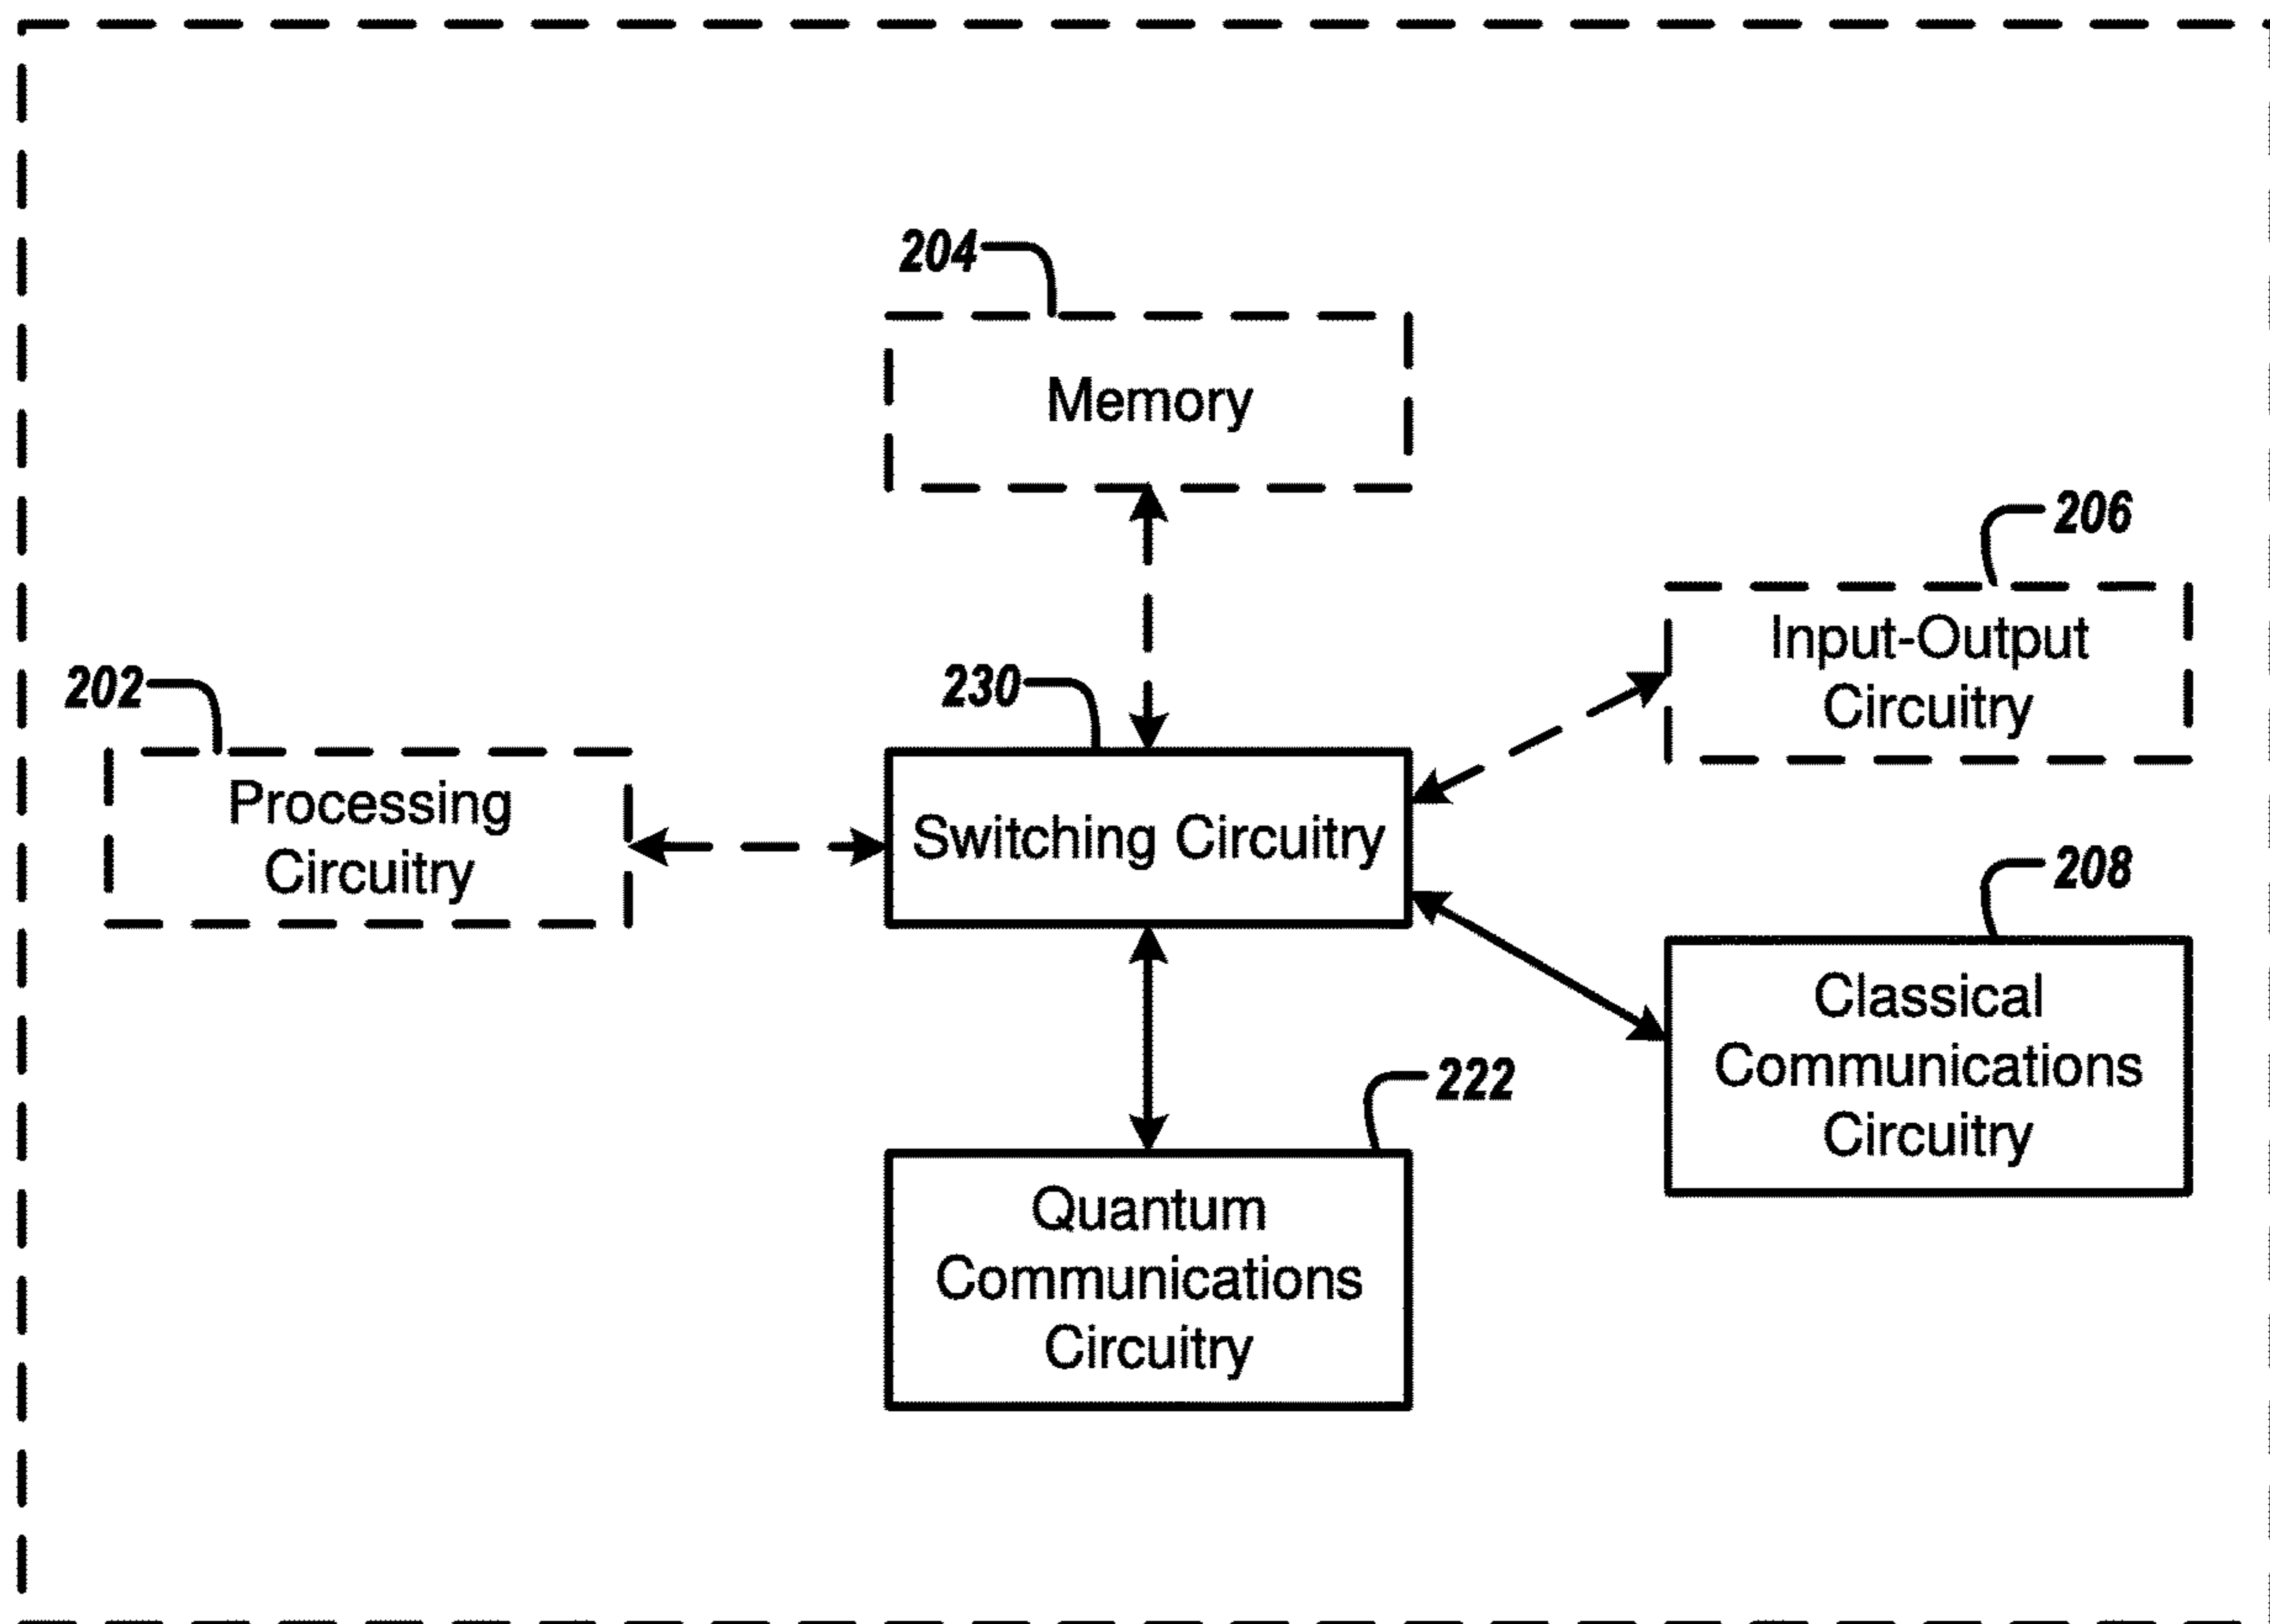 204
Memory
206
Input-Output
Circuitry
202
Processing
Circuitry
230
Switching Circuitry
208
Classical
Communications
Circuitry
222
Quantum
Communications
Circuitry